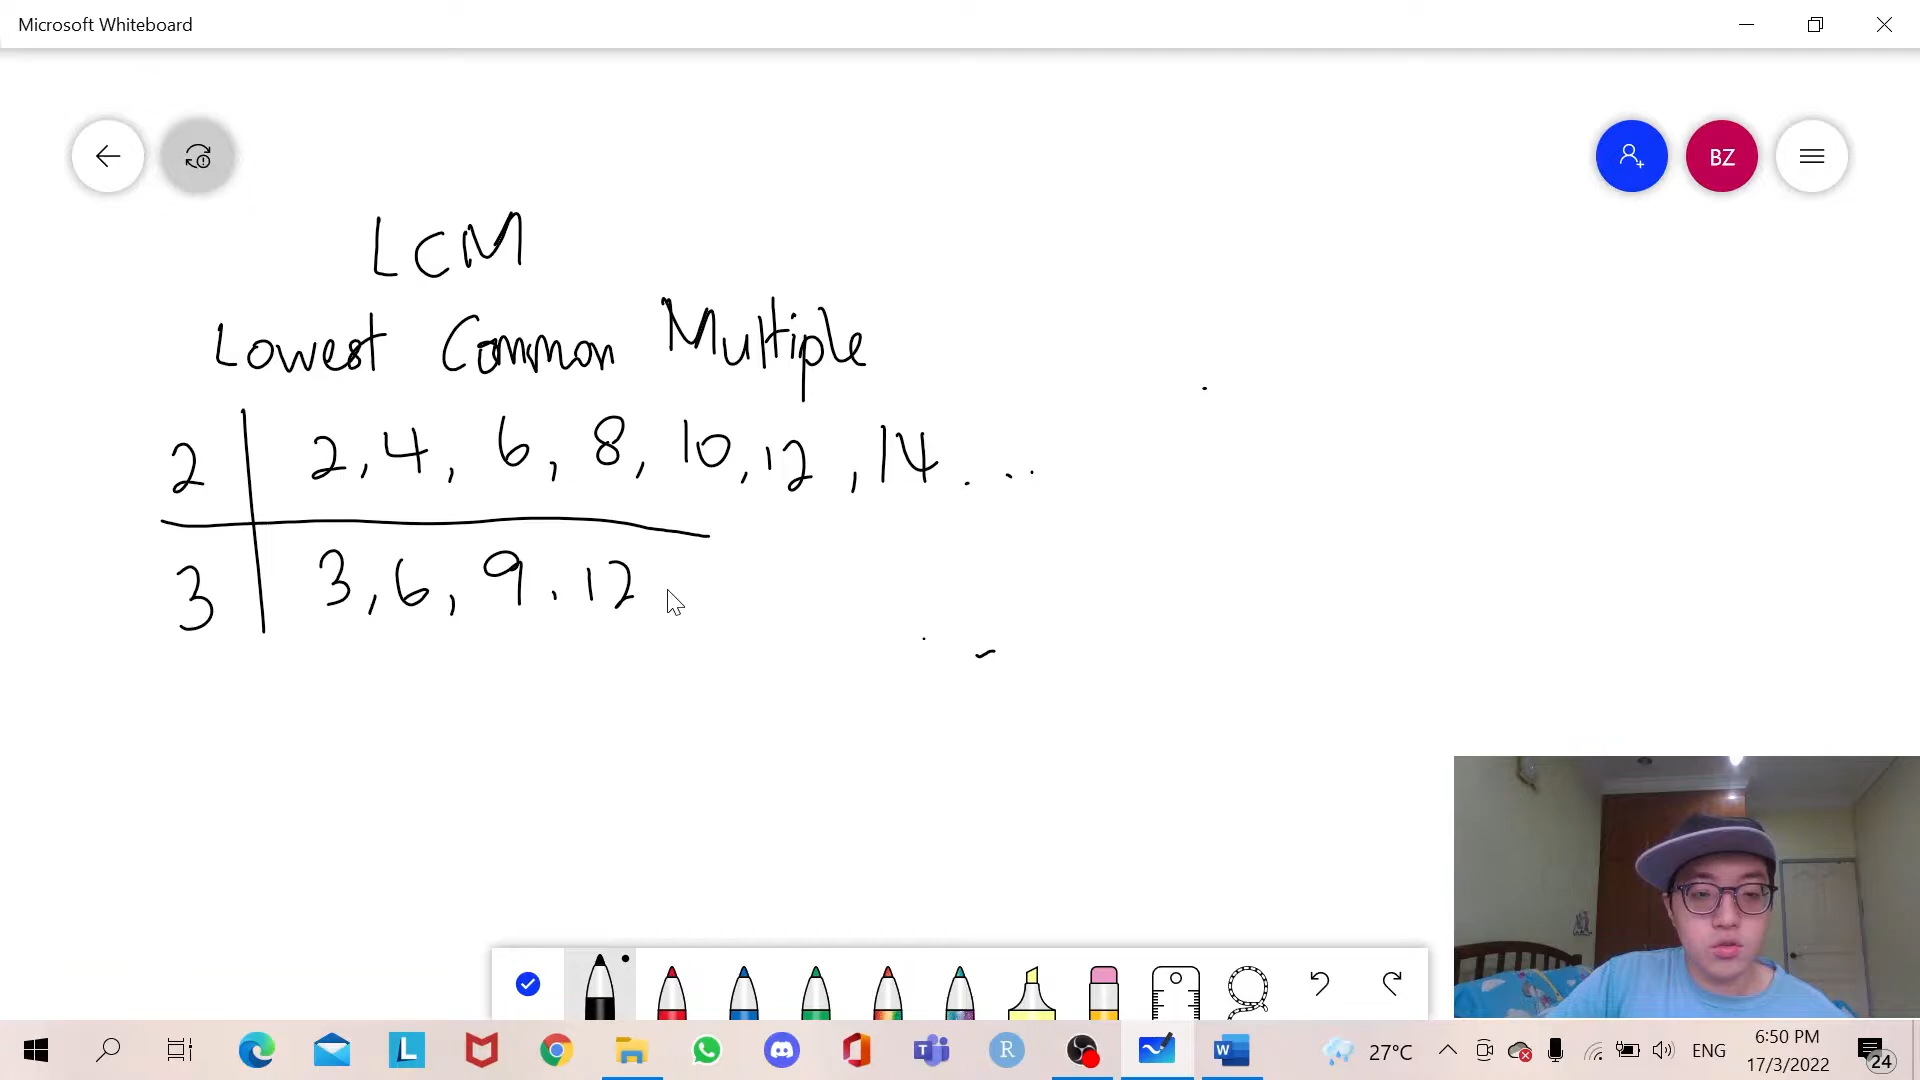 Microsoft Whiteboard
BZ
LCM
Lowest Common Multiple
2 2, 4, 6, 8, 10, 12, 14 ...
3 3, 6, 9, 12
L
R
W
27°C
ENG
6:50 PM
17/3/2022
24